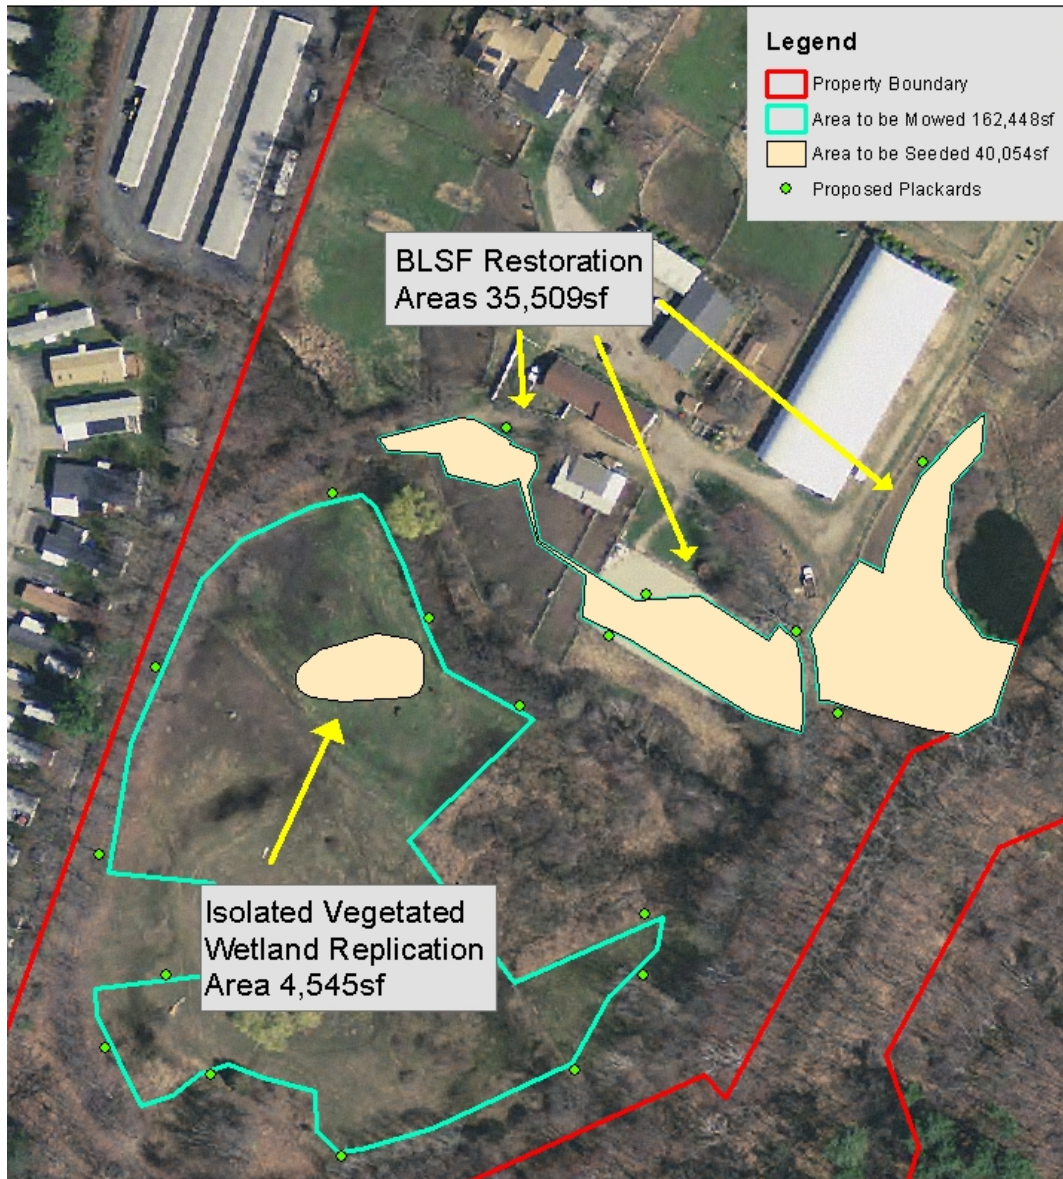 Legend
Property Boundary
Area to be Mowed 162,448sf
Area to be Seeded 40,054sf
Proposed Plackards
BLSF Restoration
Areas 35,509sf
Isolated Vegetated
Wetland Replication
Area 4,545sf